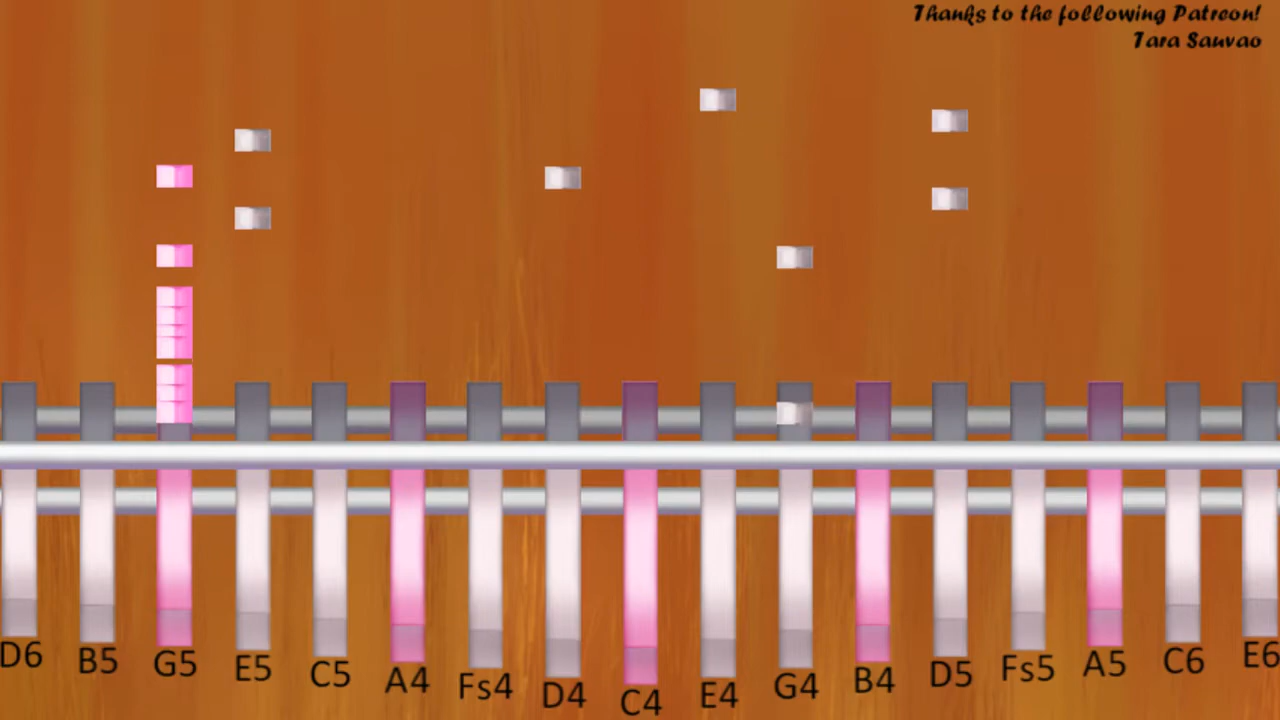 Thanks to the following Patreon!
Tara Sauvao
D6 B5 G5 E5 C5 A4 Fs4 D4 C4 E4 G4 B4 D5 Fs5 A5 C6 E6